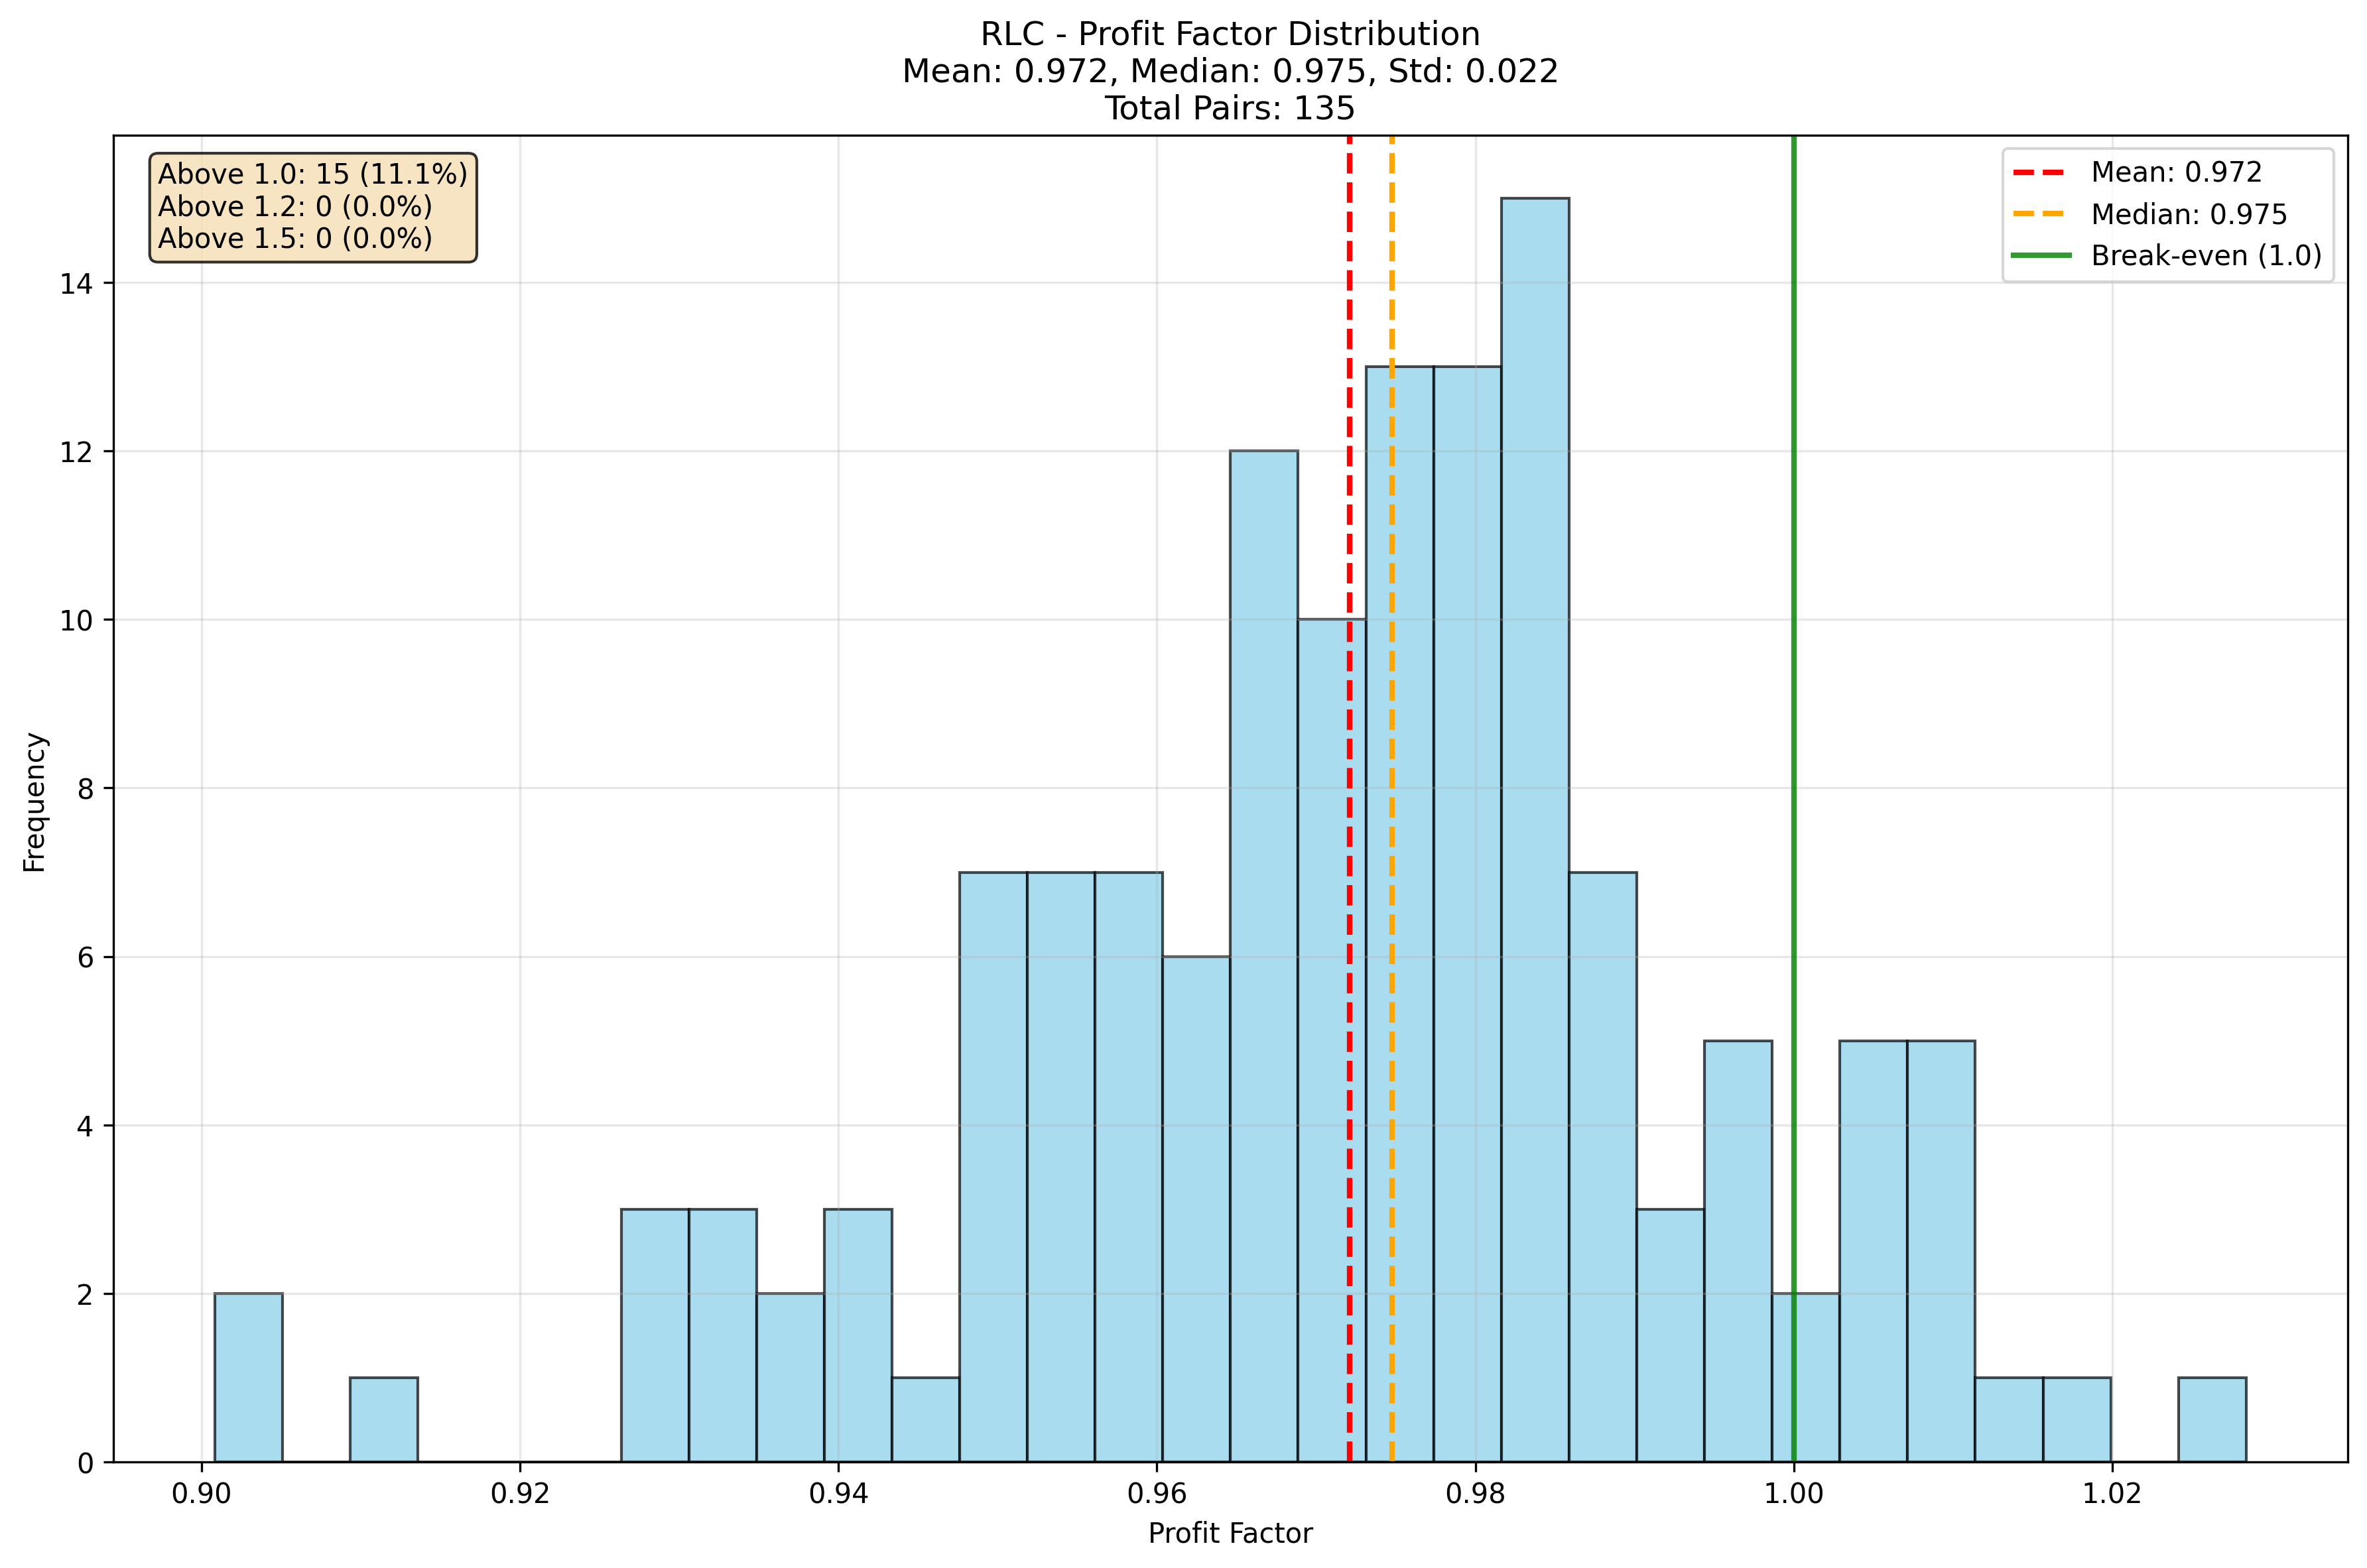 RLC - Profit Factor Distribution
Mean: 0.972, Median: 0.975, Std: 0.022
Total Pairs: 135
Above 1.0: 15 (11.1%)
Above 1.2: 0 (0.0%)
Above 1.5: 0 (0.0%)
Mean: 0.972
Median: 0.975
Break-even (1.0)
Frequency
14
12
10
8
6
4
2
0
0.90
0.92
0.94
0.96
0.98
1.00
1.02
Profit Factor